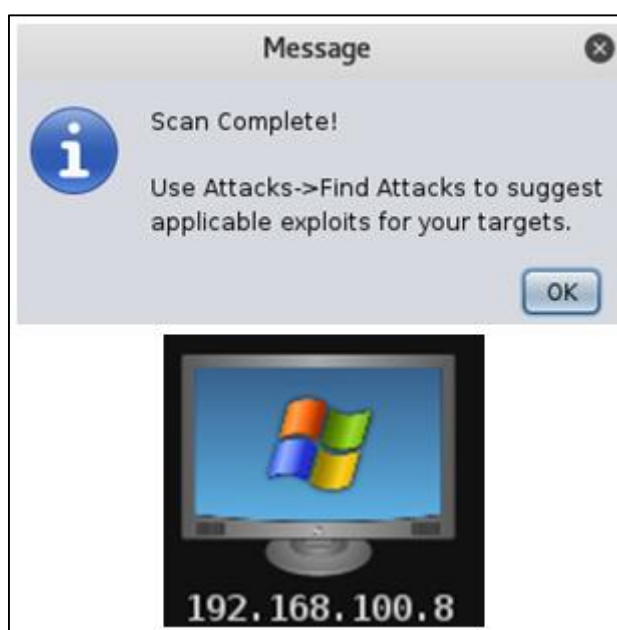 Message
Scan Complete!
Use Attacks->Find Attacks to suggest
applicable exploits for your targets.
OK
192.168.100.8